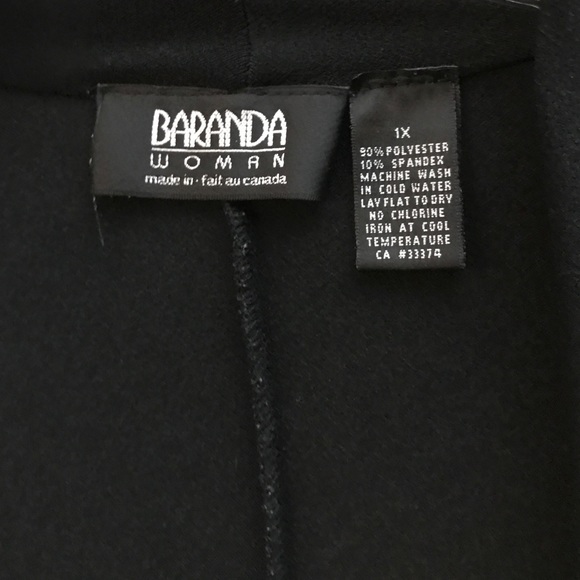 BARANDA
WOMAN
made in · fait au canada
1X
90% POLYESTER
10% SPANDEX
MACHINE WASH
IN COLD WATER
LAY FLAT TO DRY
NO CHLORINE
IRON AT COOL
TEMPERATURE
CA #33374